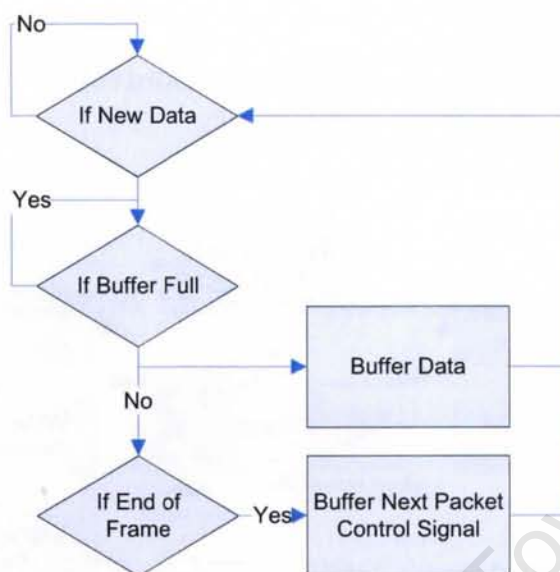 No
If New Data
Yes
If Buffer Full
Buffer Data
No
If End of
Frame
Yes
Buffer Next Packet
Control Signal